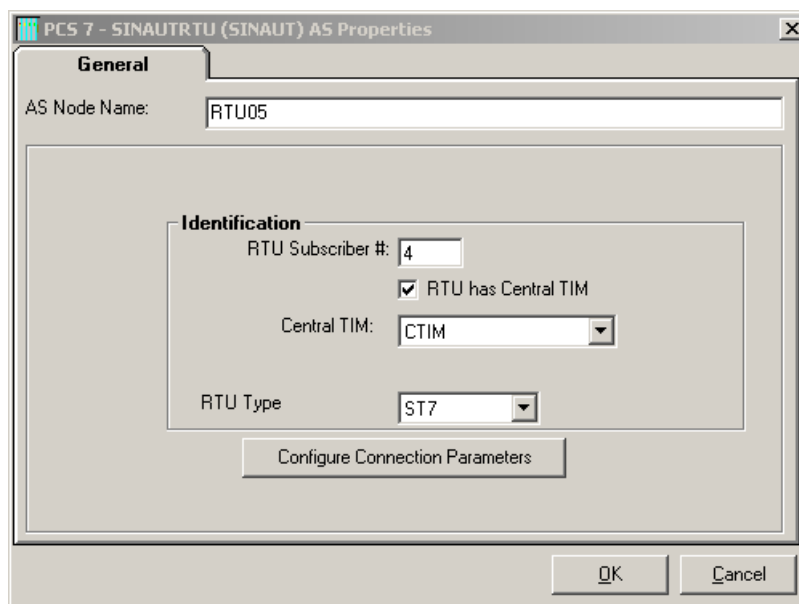 PCS 7 - SINAUTRTU (SINAUT) AS Properties
General
AS Node Name: RTU05
Identification
RTU Subscriber #: 4
RTU has Central TIM
Central TIM: CTIM
RTU Type ST7
Configure Connection Parameters
OK Cancel